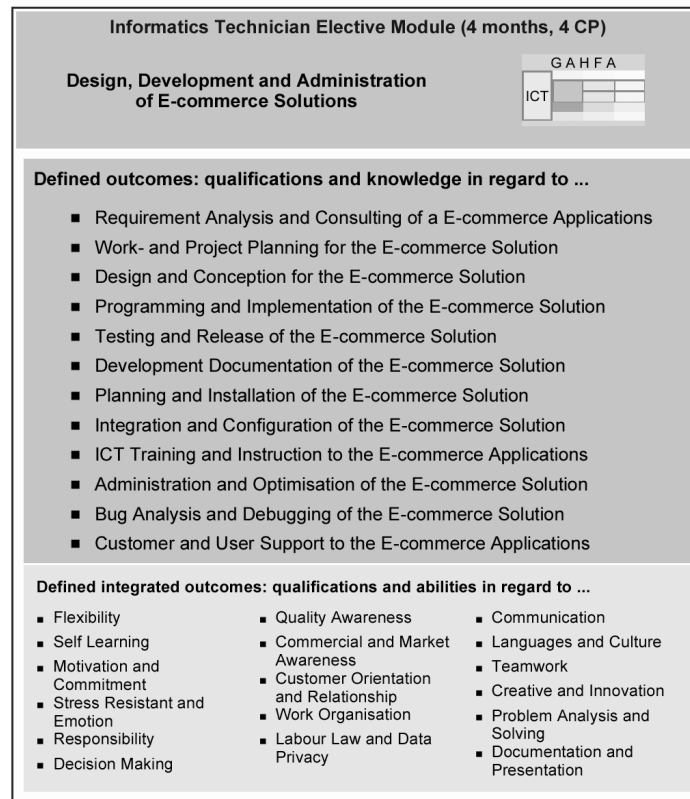 Informatics Technician Elective Module (4 months, 4 CP)
Design, Development and Administration
of E-commerce Solutions
G A H F A
ICT
Defined outcomes: qualifications and knowledge in regard to ...
■ Requirement Analysis and Consulting of a E-commerce Applications
■ Work- and Project Planning for the E-commerce Solution
■ Design and Conception for the E-commerce Solution
■ Programming and Implementation of the E-commerce Solution
■ Testing and Release of the E-commerce Solution
■ Development Documentation of the E-commerce Solution
■ Planning and Installation of the E-commerce Solution
■ Integration and Configuration of the E-commerce Solution
■ ICT Training and Instruction to the E-commerce Applications
■ Administration and Optimisation of the E-commerce Solution
■ Bug Analysis and Debugging of the E-commerce Solution
■ Customer and User Support to the E-commerce Applications
Defined integrated outcomes: qualifications and abilities in regard to ...
■ Flexibility
■ Self Learning
■ Motivation and
Commitment
■ Stress Resistant and
Emotion
■ Responsibility
■ Decision Making
■ Quality Awareness
■ Commercial and Market
Awareness
■ Customer Orientation
and Relationship
■ Work Organisation
■ Labour Law and Data
Privacy
■ Communication
■ Languages and Culture
■ Teamwork
■ Creative and Innovation
■ Problem Analysis and
Solving
■ Documentation and
Presentation